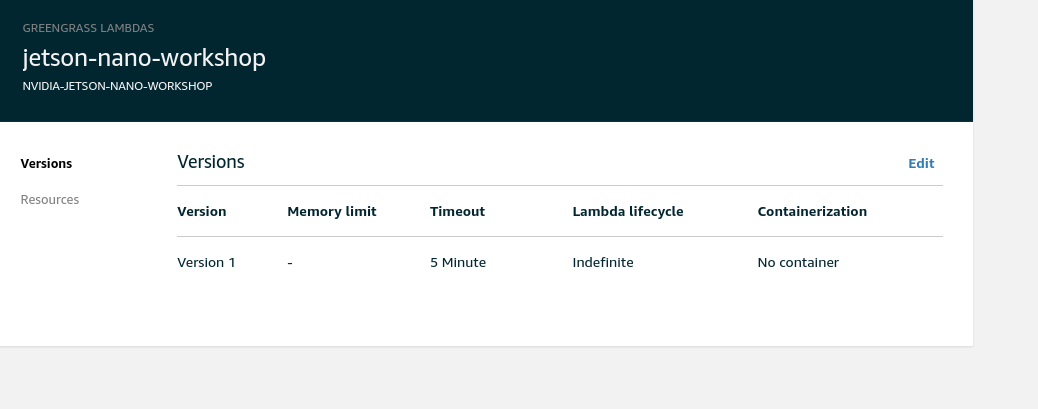 GREENGRASS LAMBDAS
jetson-nano-workshop
NVIDIA-JETSON-NANO-WORKSHOP
Versions
Resources
Versions Edit
Version Memory limit Timeout Lambda lifecycle Containerization
Version 1 - 5 Minute Indefinite No container